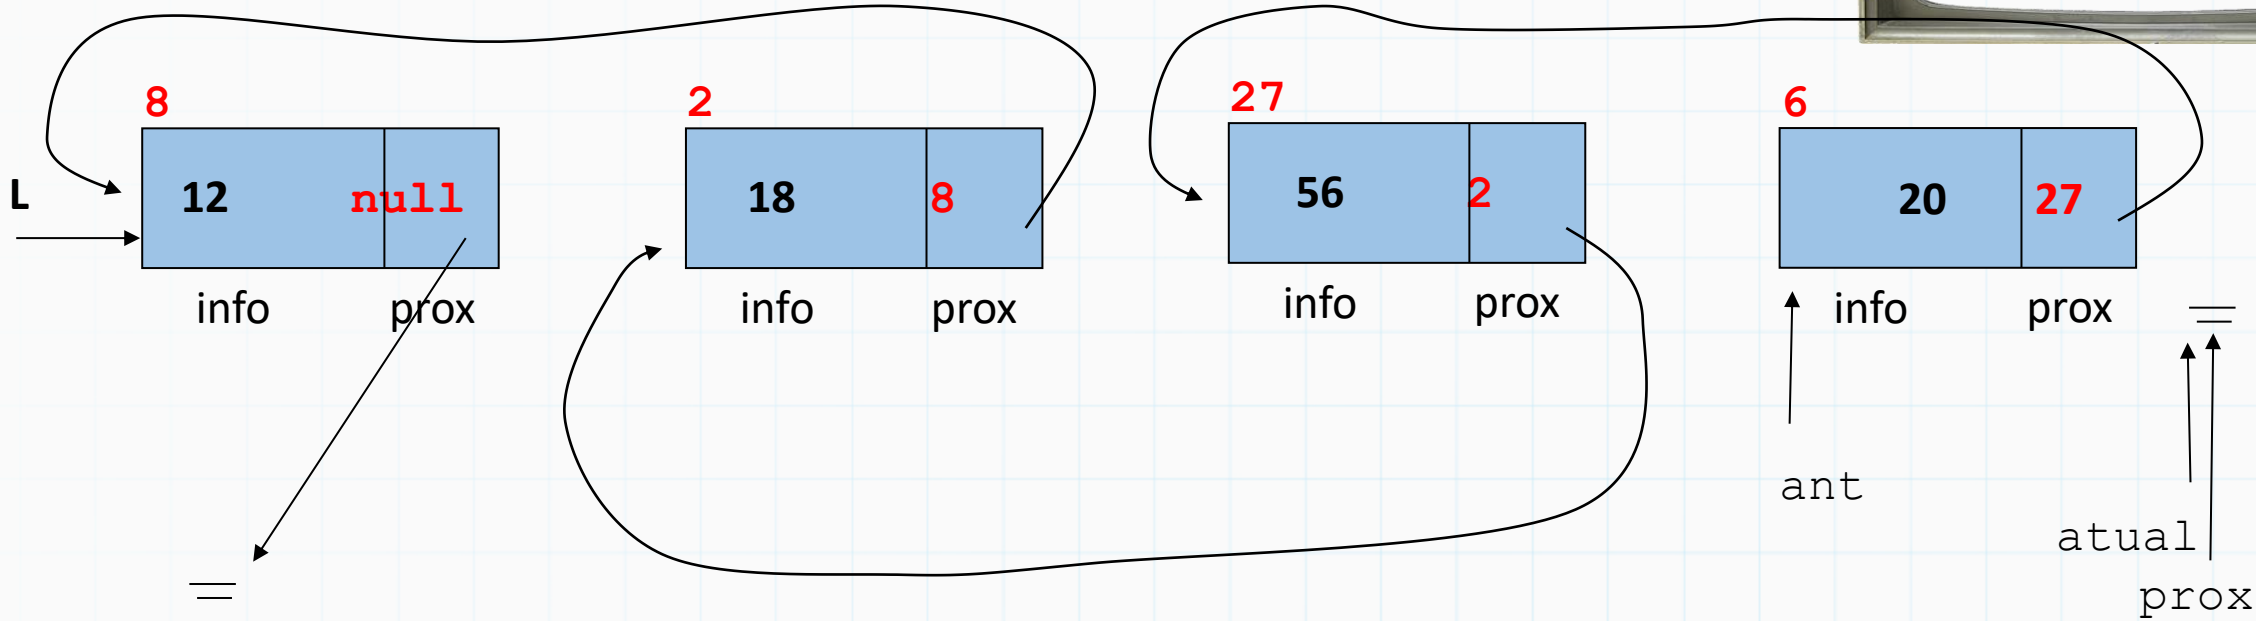 8 2 27 6
L 12 null 18 8 56 2 20 27
info prox info prox info prox info prox
ant
atual
prox